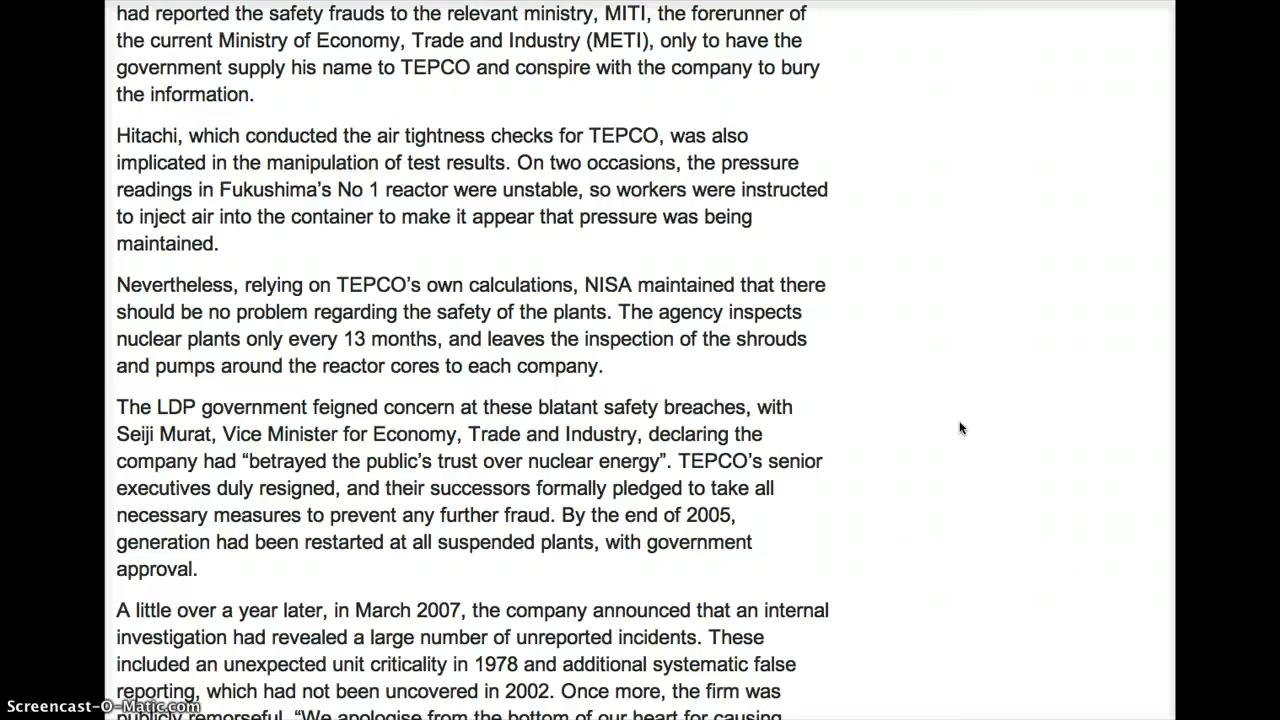 had reported the safety frauds to the relevant ministry, MITI, the forerunner of
the current Ministry of Economy, Trade and Industry (METI), only to have the
government supply his name to TEPCO and conspire with the company to bury
the information.
Hitachi, which conducted the air tightness checks for TEPCO, was also
implicated in the manipulation of test results. On two occasions, the pressure
readings in Fukushima’s No 1 reactor were unstable, so workers were instructed
to inject air into the container to make it appear that pressure was being
maintained.
Nevertheless, relying on TEPCO’s own calculations, NISA maintained that there
should be no problem regarding the safety of the plants. The agency inspects
nuclear plants only every 13 months, and leaves the inspection of the shrouds
and pumps around the reactor cores to each company.
The LDP government feigned concern at these blatant safety breaches, with
Seiji Murat, Vice Minister for Economy, Trade and Industry, declaring the
company had “betrayed the public’s trust over nuclear energy”. TEPCO’s senior
executives duly resigned, and their successors formally pledged to take all
necessary measures to prevent any further fraud. By the end of 2005,
generation had been restarted at all suspended plants, with government
approval.
A little over a year later, in March 2007, the company announced that an internal
investigation had revealed a large number of unreported incidents. These
included an unexpected unit criticality in 1978 and additional systematic false
reporting, which had not been uncovered in 2002. Once more, the firm was
publicly remorseful. “We apologise from the bottom of our heart for causing
Screencast-O-Matic.com